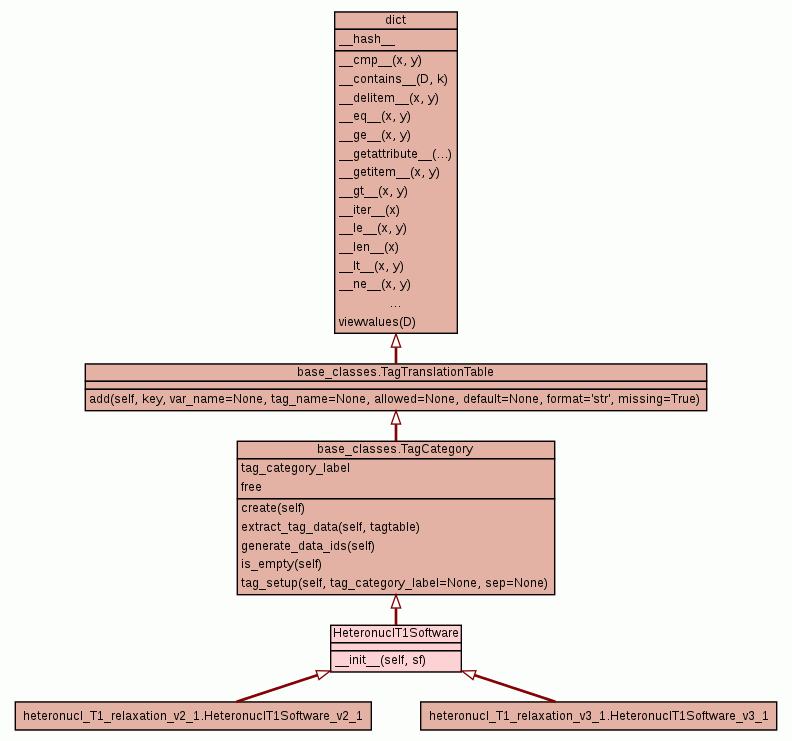 dict
__hash__
__cmp__(x, y)
__contains__(D, k)
__delitem__(x, y)
__eq__(x, y)
__ge__(x, y)
__getattribute__(...)
__getitem__(x, y)
__gt__(x, y)
__iter__(x)
__le__(x, y)
__len__(x)
__lt__(x, y)
__ne__(x, y)
...
viewvalues(D)
base_classes.TagTranslationTable
add(self, key, var_name=None, tag_name=None, allowed=None, default=None, format='str', missing=True)
base_classes.TagCategory
tag_category_label
free
create(self)
extract_tag_data(self, tagtable)
generate_data_ids(self)
is_empty(self)
tag_setup(self, tag_category_label=None, sep=None)
HeteronuclT1Software
__init__(self, sf)
heteronucl_T1_relaxation_v2_1.HeteronuclT1Software_v2_1
heteronucl_T1_relaxation_v3_1.HeteronuclT1Software_v3_1